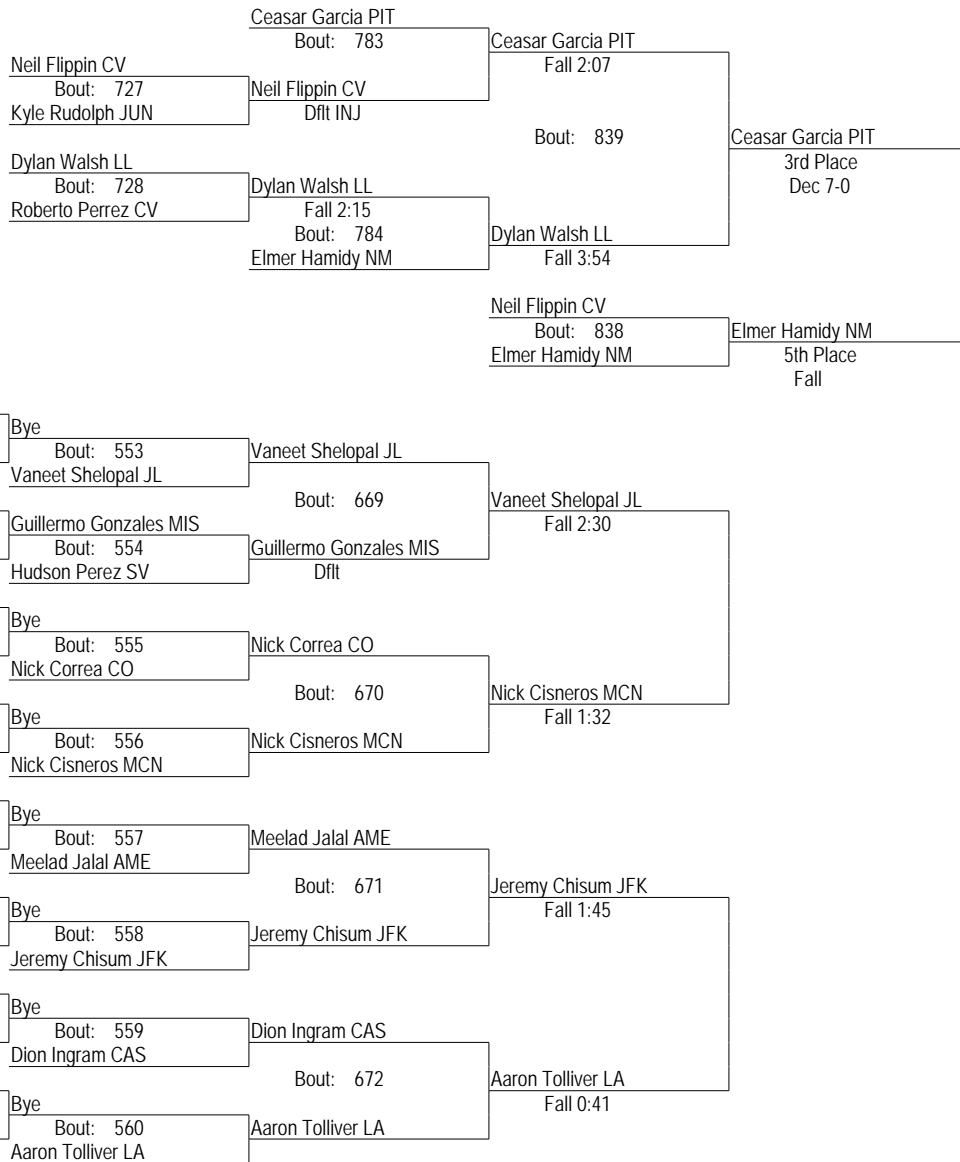 Ceasar Garcia PIT
Bout: 783
Ceasar Garcia PIT
Neil Flippin CV
Fall 2:07
Bout: 727
Neil Flippin CV
Kyle Rudolph JUN
Dflt INJ
Bout: 839
Ceasar Garcia PIT
Dylan Walsh LL
3rd Place
Bout: 728
Dylan Walsh LL
Dec 7-0
Roberto Perrez CV
Fall 2:15
Bout: 784
Dylan Walsh LL
Elmer Hamidy NM
Fall 3:54
Neil Flippin CV
Bout: 838
Elmer Hamidy NM
Elmer Hamidy NM
5th Place
Fall
Bye
Bout: 553
Vaneet Shelopal JL
Vaneet Shelopal JL
Bout: 669
Vaneet Shelopal JL
Guillermo Gonzales MIS
Fall 2:30
Bout: 554
Guillermo Gonzales MIS
Hudson Perez SV
Dflt
Bye
Bout: 555
Nick Correa CO
Nick Correa CO
Bout: 670
Nick Cisneros MCN
Bye
Fall 1:32
Bout: 556
Nick Cisneros MCN
Nick Cisneros MCN
Bye
Bout: 557
Meelad Jalal AME
Meelad Jalal AME
Bout: 671
Jeremy Chisum JFK
Bye
Fall 1:45
Bout: 558
Jeremy Chisum JFK
Jeremy Chisum JFK
Bye
Bout: 559
Dion Ingram CAS
Dion Ingram CAS
Bout: 672
Aaron Tolliver LA
Bye
Fall 0:41
Bout: 560
Aaron Tolliver LA
Aaron Tolliver LA